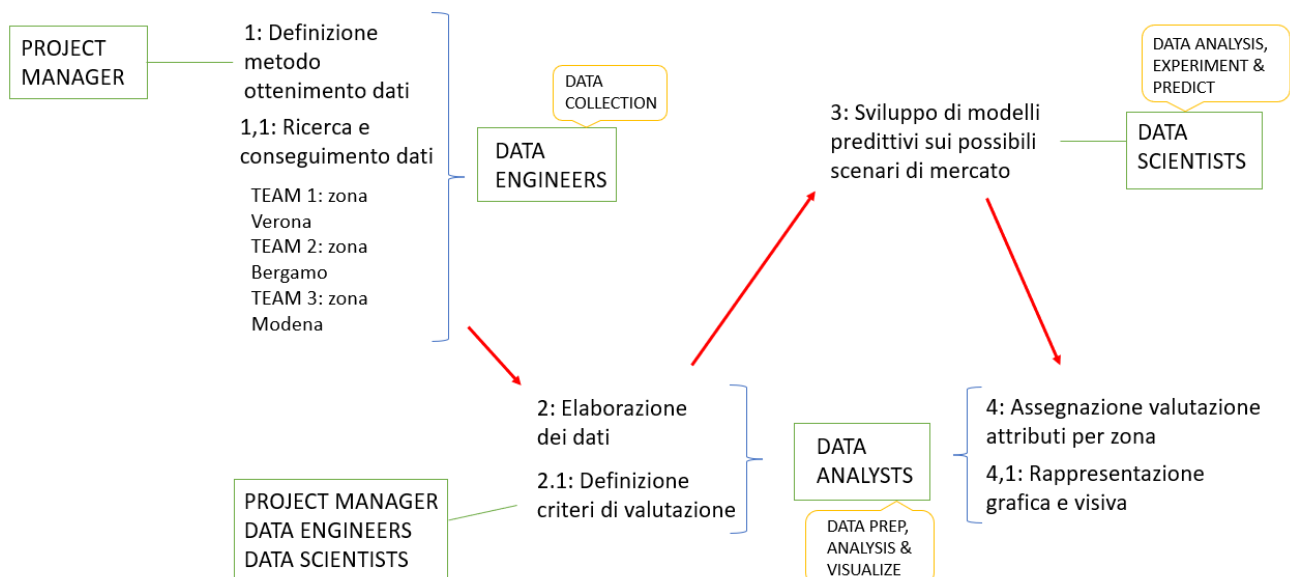 PROJECT
MANAGER
1: Definizione
metodo
ottenimento dati
1,1: Ricerca e
conseguimento dati
TEAM 1: zona
Verona
TEAM 2: zona
Bergamo
TEAM 3: zona
Modena
DATA
COLLECTION
DATA
ENGINEERS
2: Elaborazione
dei dati
2.1: Definizione
criteri di valutazione
PROJECT MANAGER
DATA ENGINEERS
DATA SCIENTISTS
3: Sviluppo di modelli
predittivi sui possibili
scenari di mercato
DATA ANALYSIS,
EXPERIMENT &
PREDICT
DATA
SCIENTISTS
DATA
ANALYSTS
DATA PREP,
ANALYSIS &
VISUALIZE
4: Assegnazione valutazione
attributi per zona
4,1: Rappresentazione
grafica e visiva